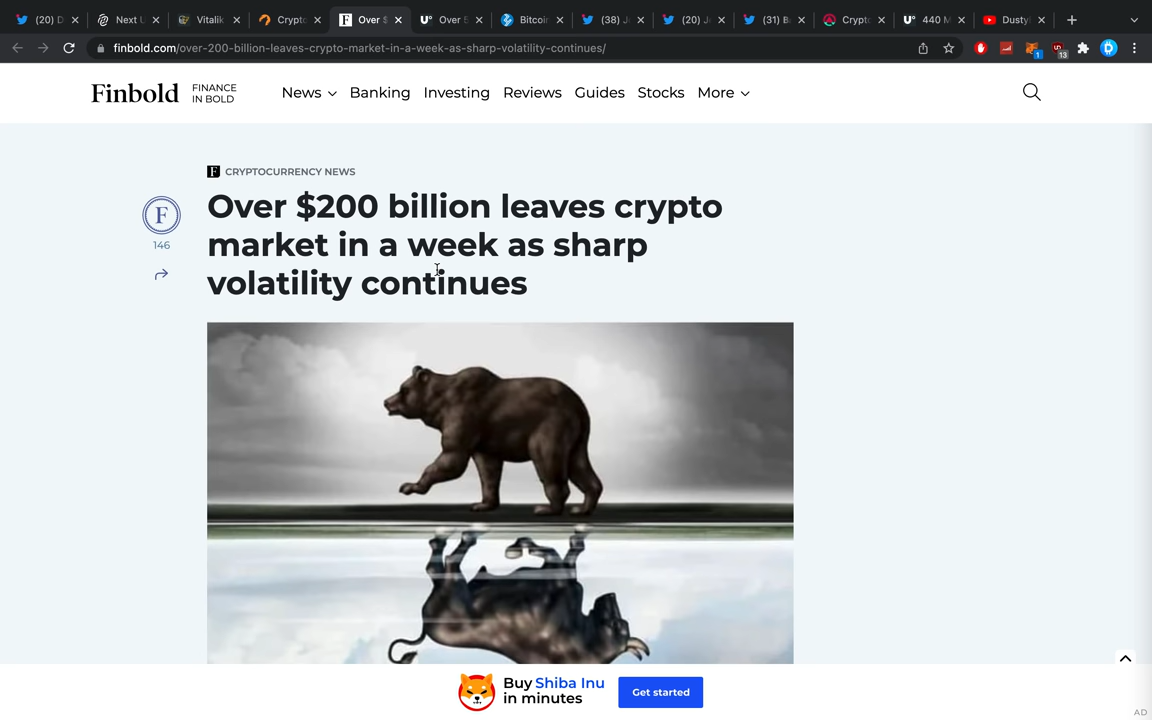 (20) D
Next U
Vitalik
Crypto
Over $
Over 5
Bitcoin
(38) J
(20) J
(31) B
Crypto
440 M
Dusty
finbold.com/over-200-billion-leaves-crypto-market-in-a-week-as-sharp-volatility-continues/
1
13
Finbold
FINANCE
IN BOLD
News
Banking
Investing
Reviews
Guides
Stocks
More
F CRYPTOCURRENCY NEWS
F
146
Over $200 billion leaves crypto
market in a week as sharp
volatility continues
Buy Shiba Inu
in minutes
Get started
AD